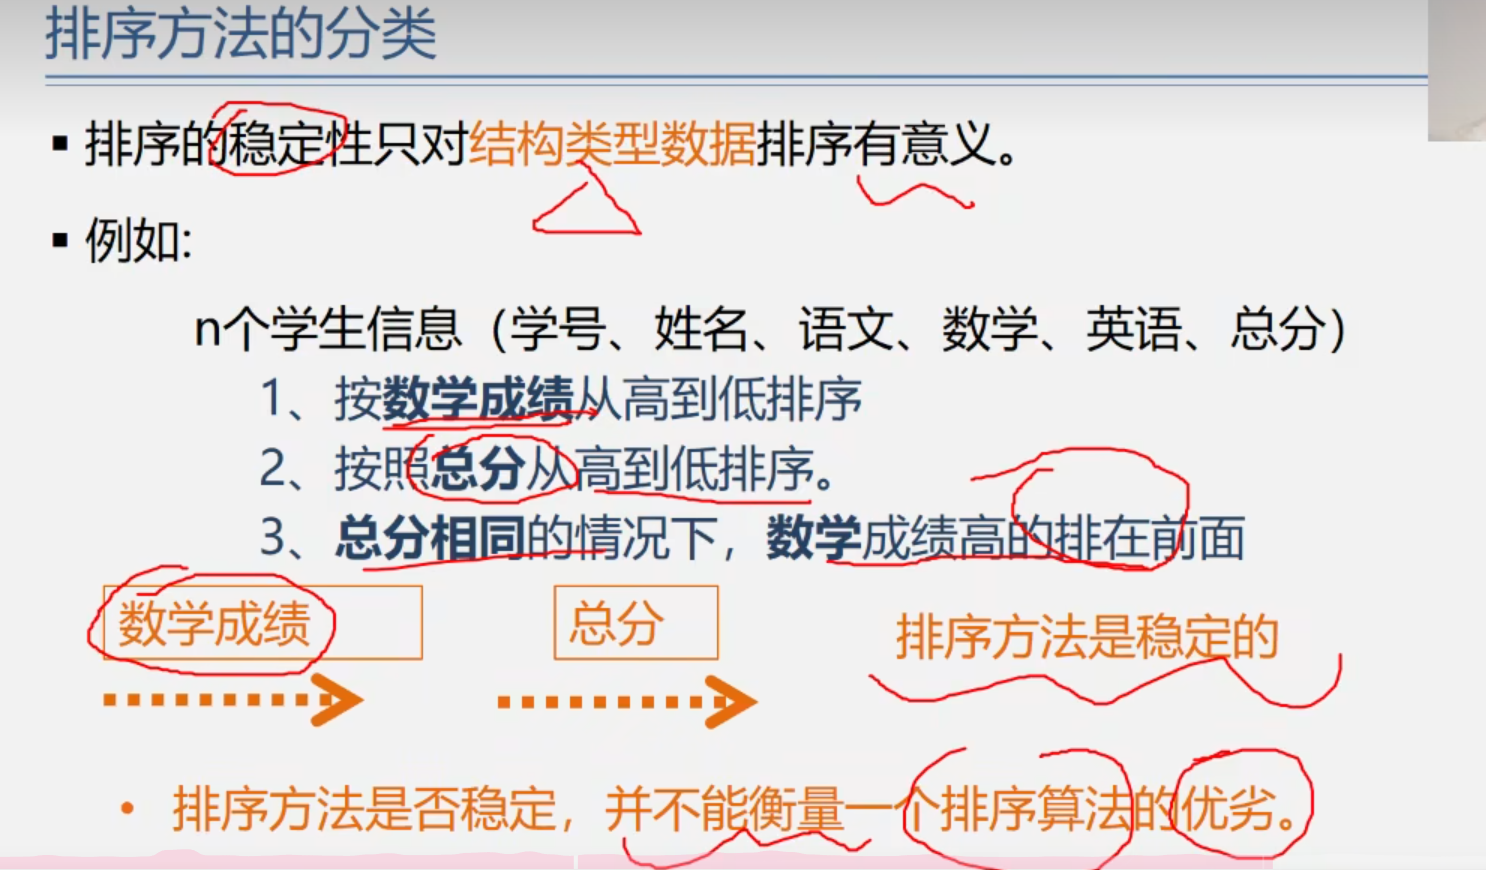 排序方法的分类
▪ 排序的稳定性只对结构类型数据排序有意义。
▪ 例如:
n个学生信息（学号、姓名、语文、数学、英语、总分）
1、按数学成绩从高到低排序
2、按照总分从高到低排序。
3、总分相同的情况下，数学成绩高的排在前面
数学成绩 总分 排序方法是稳定的
• 排序方法是否稳定，并不能衡量一个排序算法的优劣。